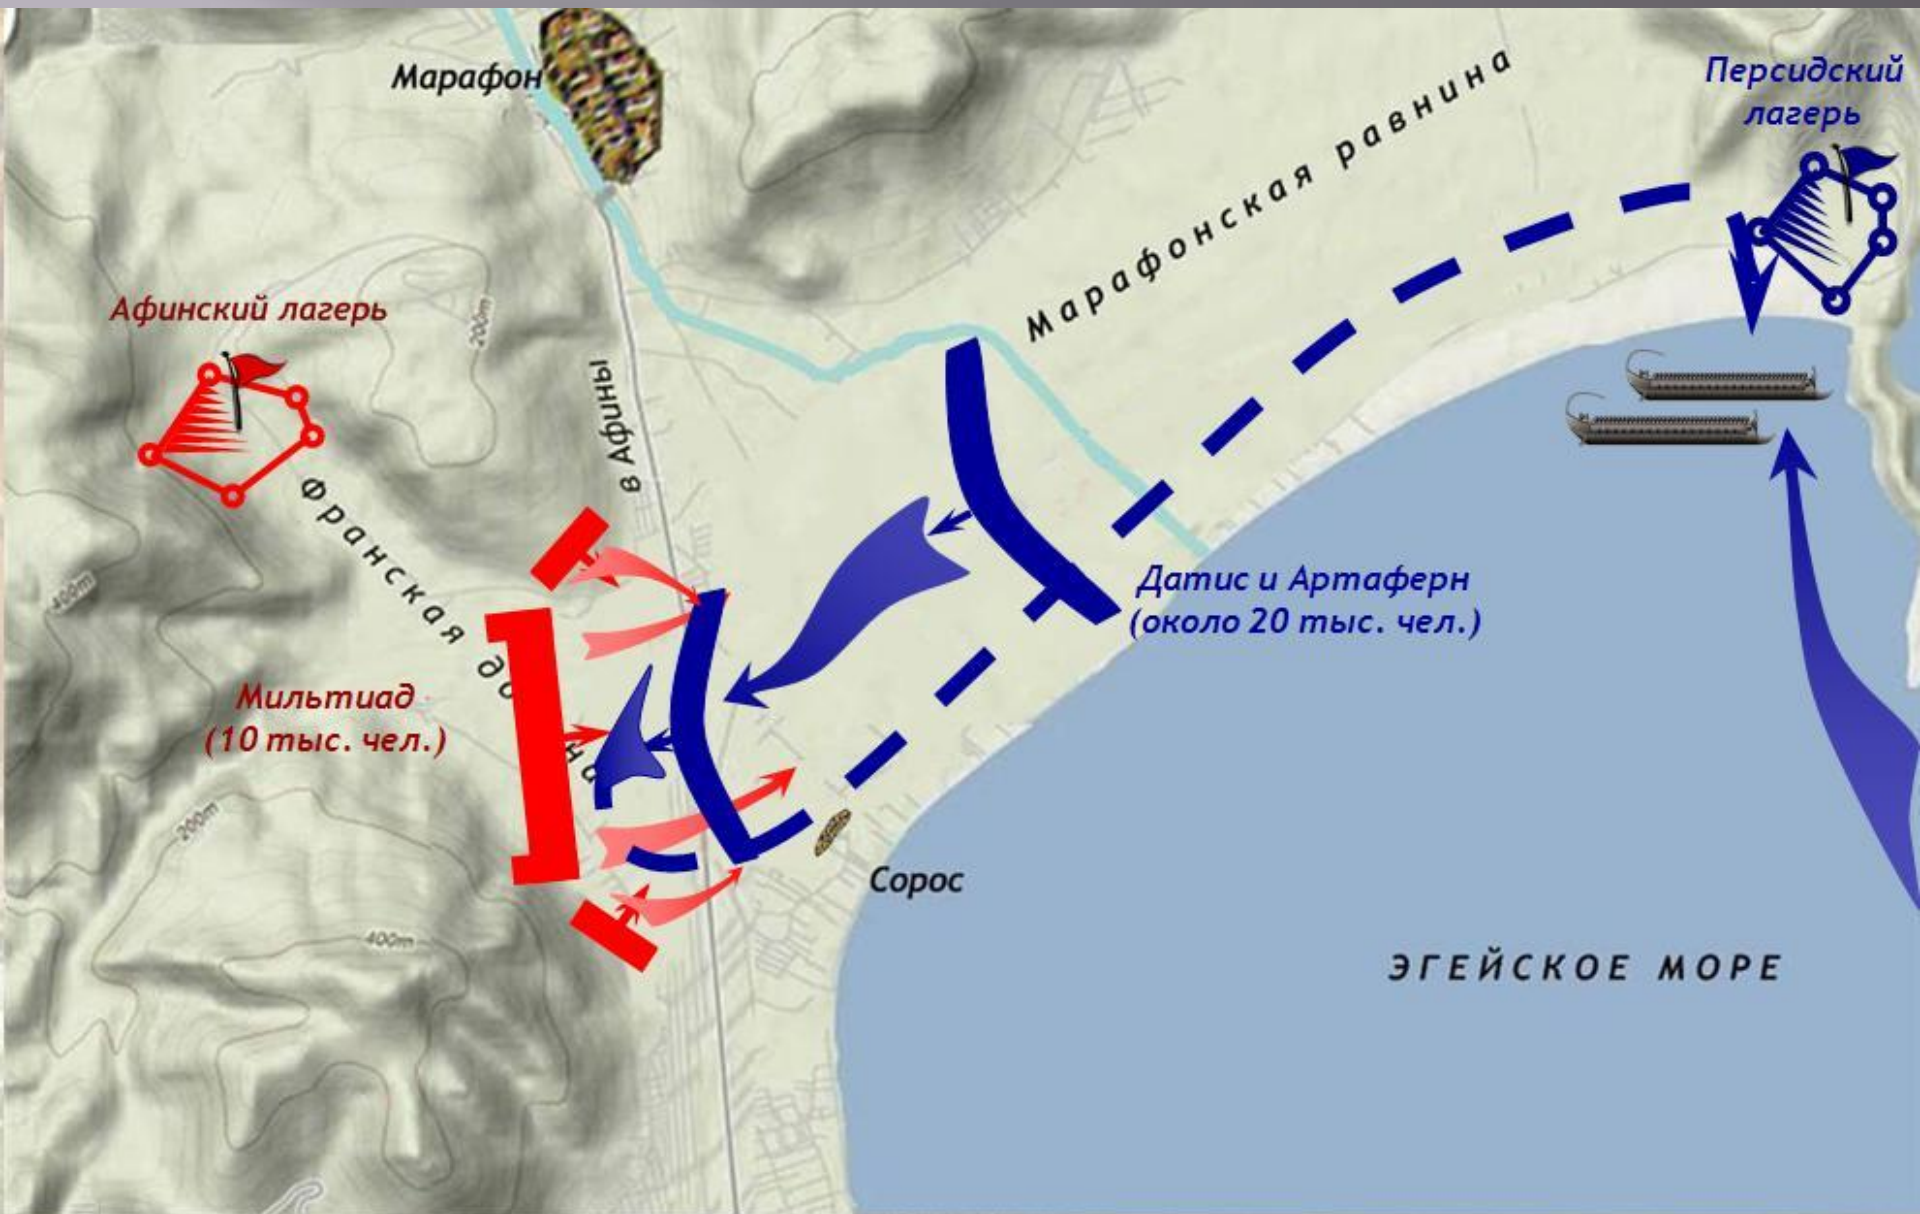 Марафон
Марафонская равнина
Персидский
лагерь
Афинский лагерь
200m
в Афины
Франская
400m
Датис и Артаферн
(около 20 тыс. чел.)
Мильтиад
(10 тыс. чел.)
200m
Сорос
400m
ЭГЕЙСКОЕ МОРЕ